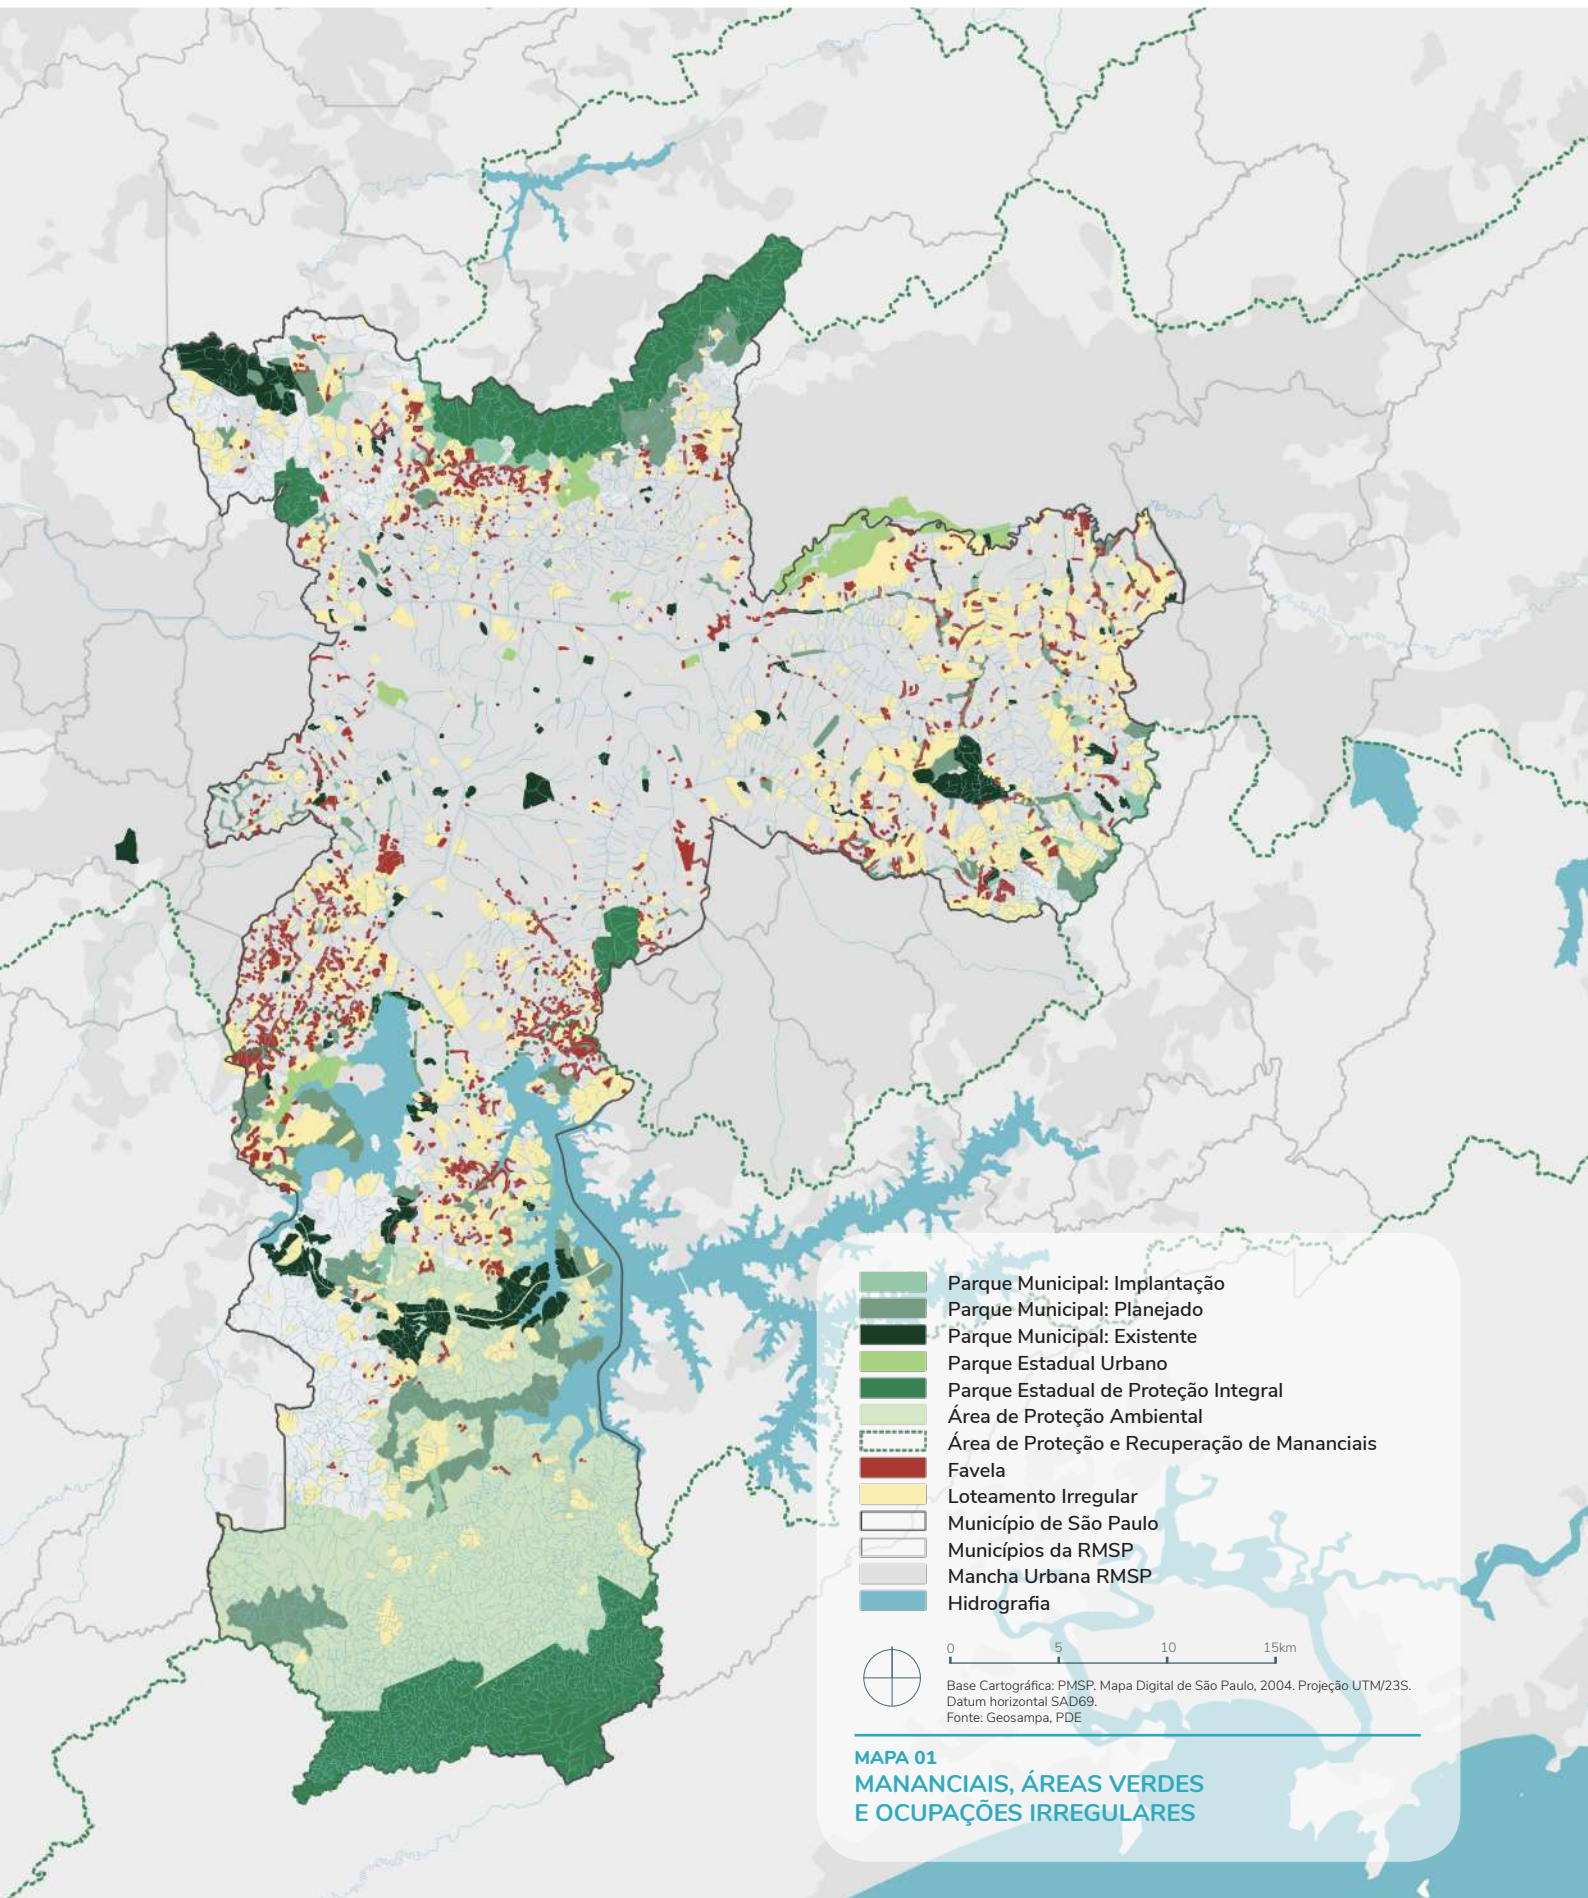 Parque Municipal: Implantação
Parque Municipal: Planejado
Parque Municipal: Existente
Parque Estadual Urbano
Parque Estadual de Proteção Integral
Área de Proteção Ambiental
Área de Proteção e Recuperação de Mananciais
Favela
Loteamento Irregular
Município de São Paulo
Municípios da RMSP
Mancha Urbana RMSP
Hidrografia
0 5 10 15km
Base Cartográfica: PMSP. Mapa Digital de São Paulo, 2004. Projeção UTM/23S.
Datum horizontal SAD69.
Fonte: Geosampa, PDE
MAPA 01
MANANCIAIS, ÁREAS VERDES
E OCUPAÇÕES IRREGULARES